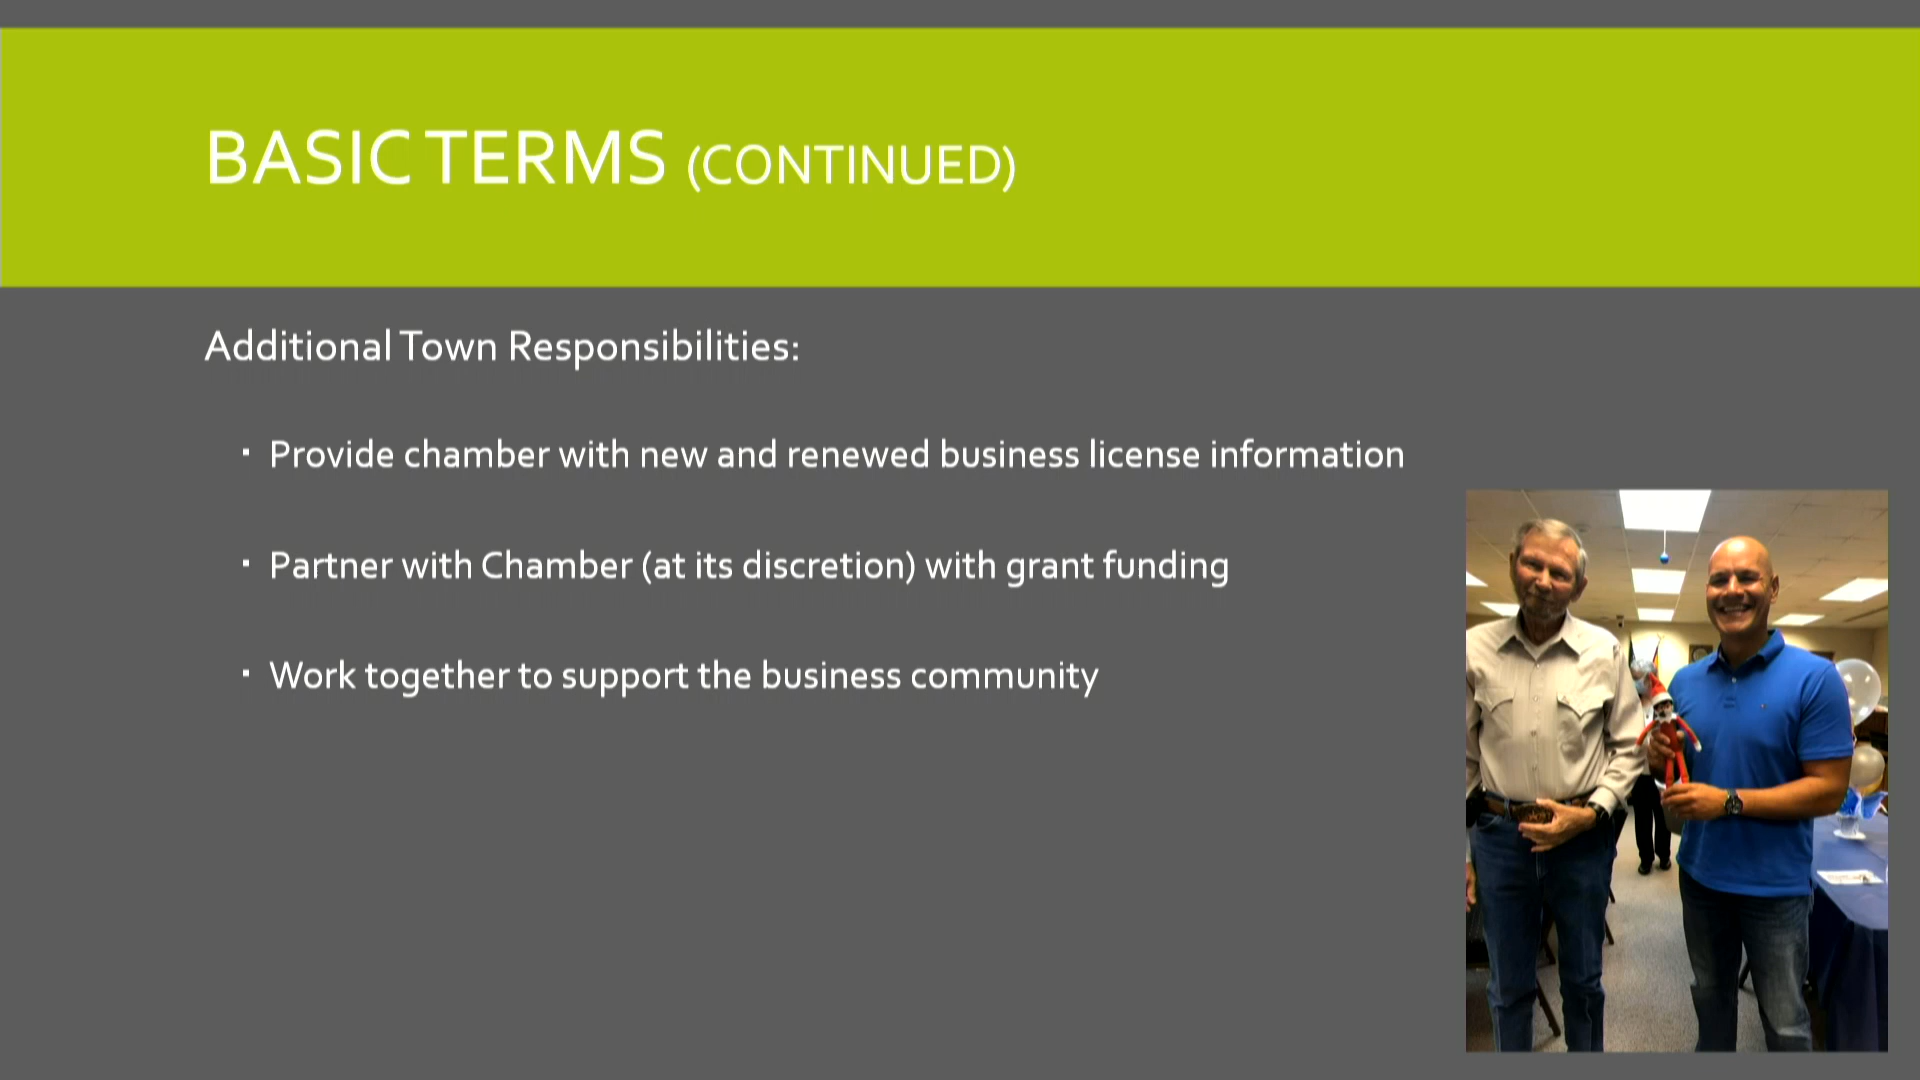 BASIC TERMS (CONTINUED)
Additional Town Responsibilities:
▪ Provide chamber with new and renewed business license information
▪ Partner with Chamber (at its discretion) with grant funding
▪ Work together to support the business community